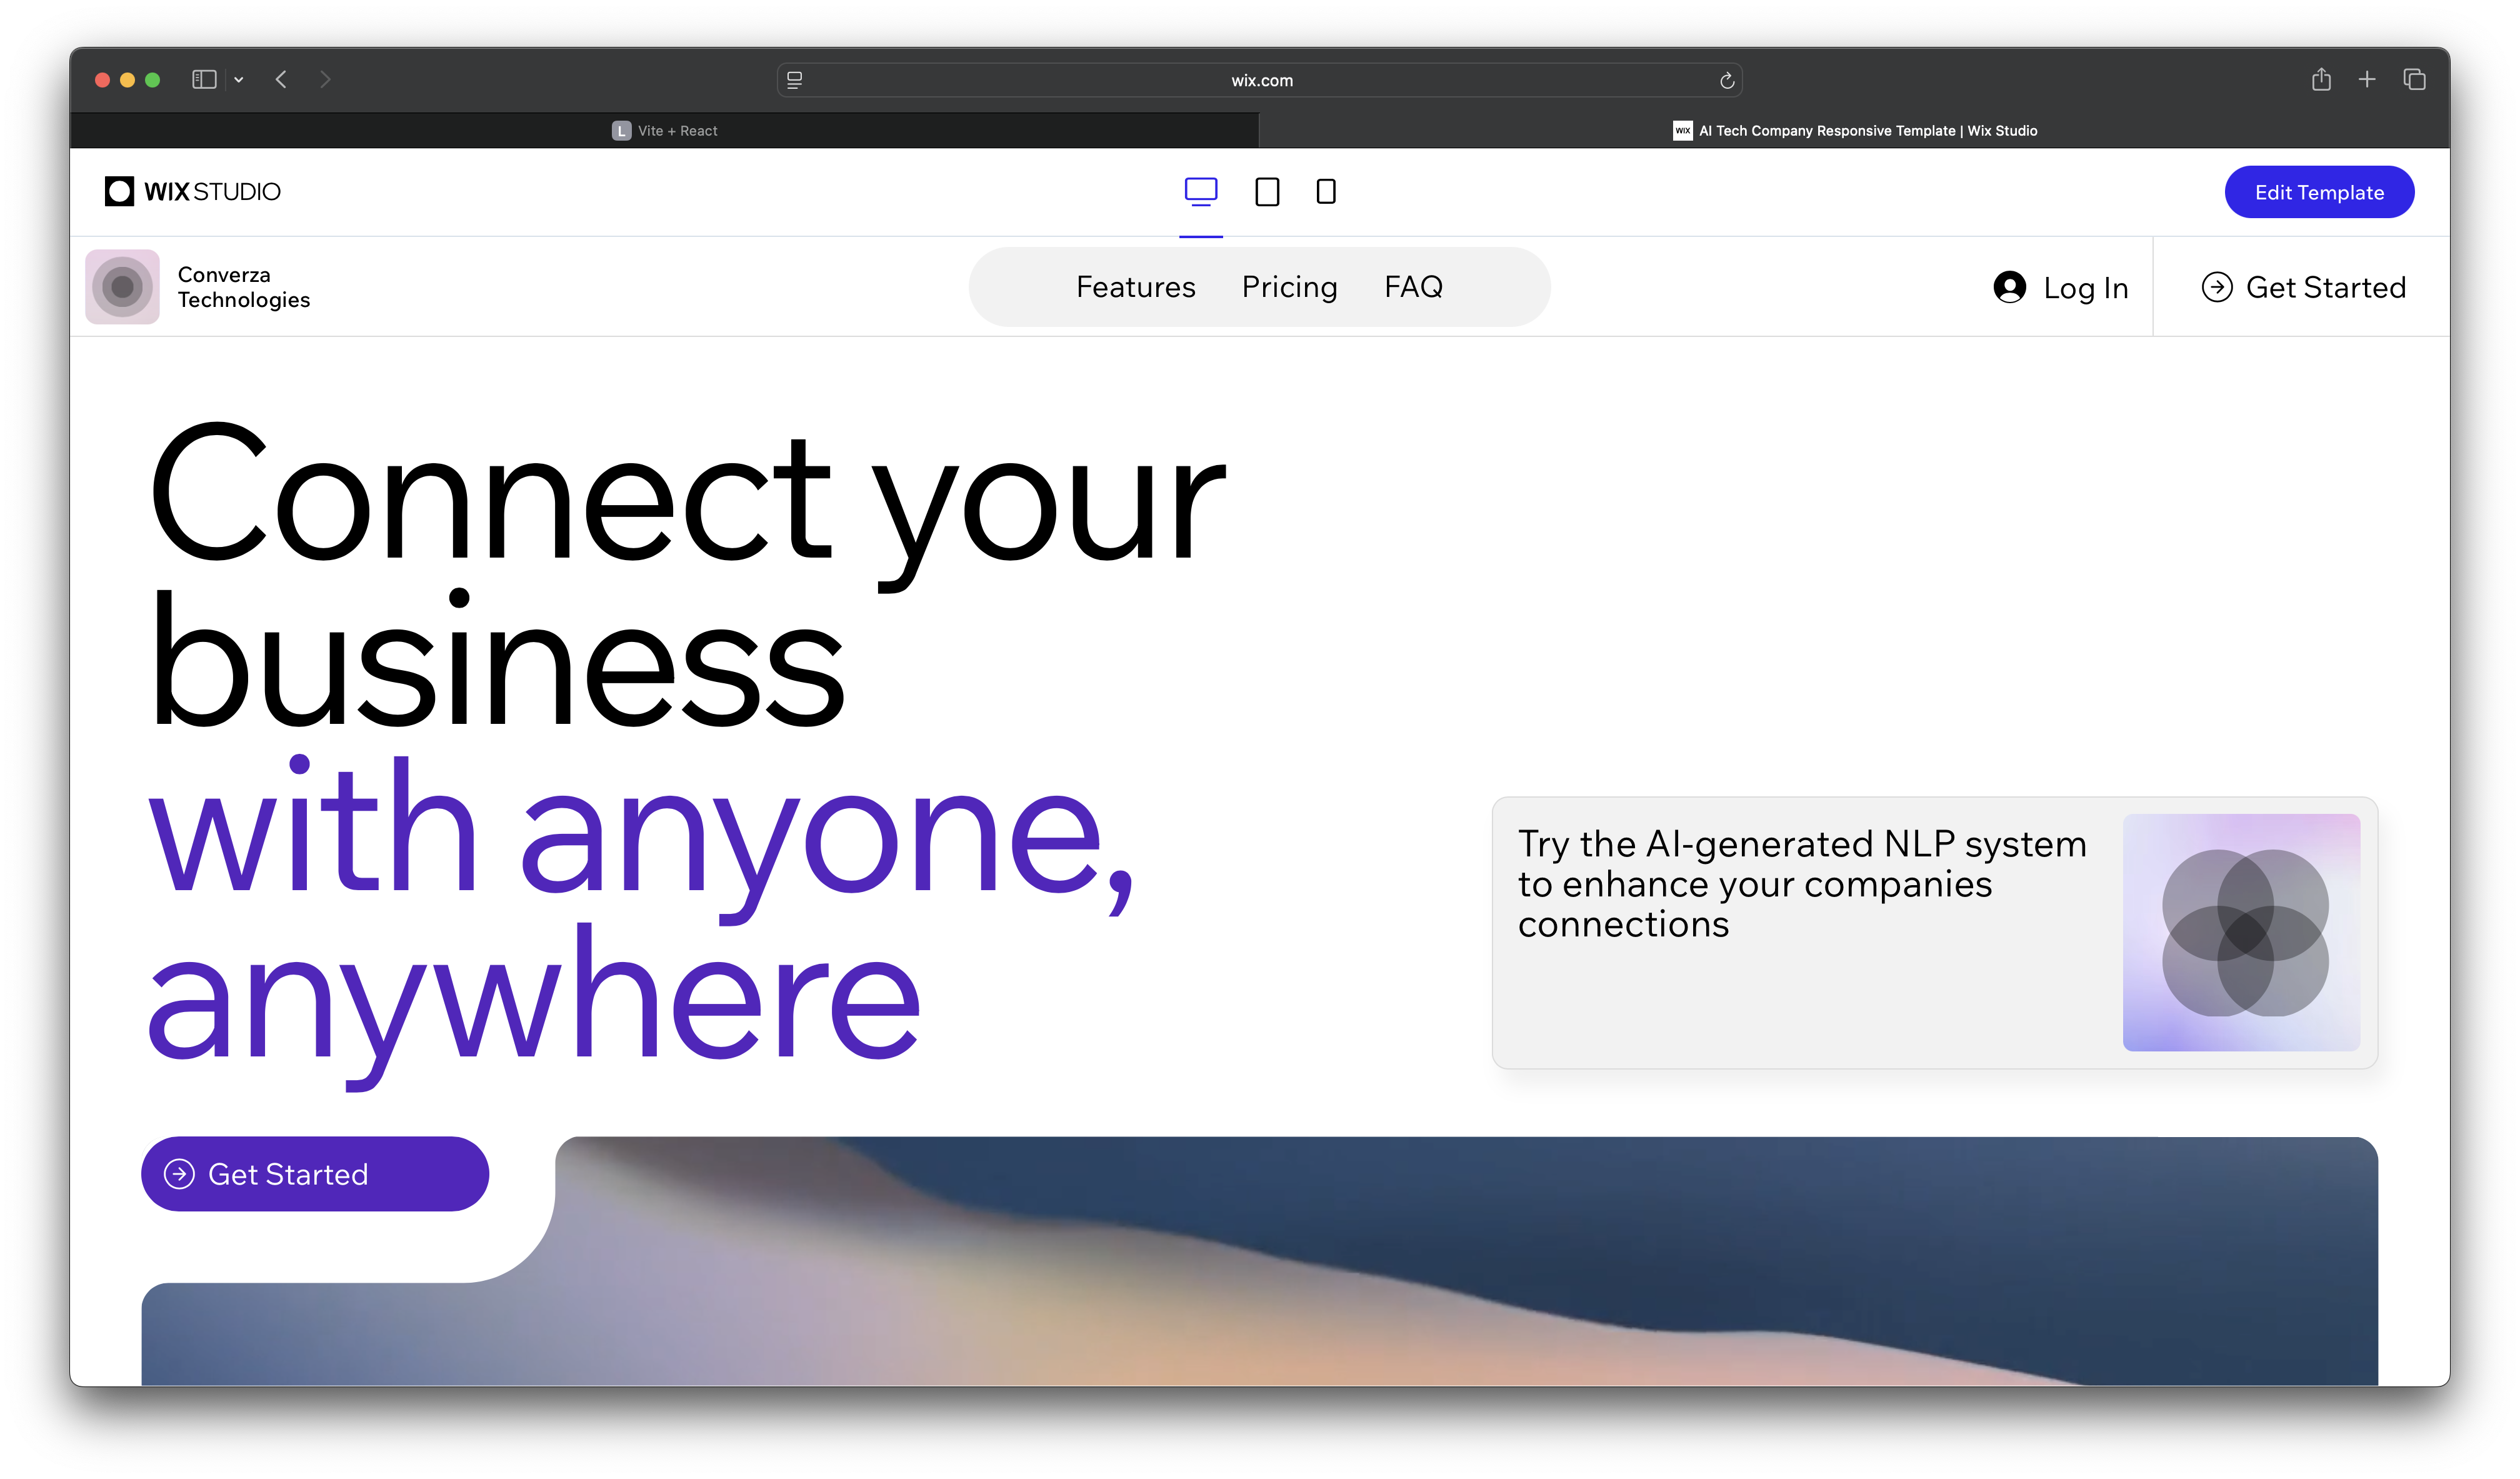 wix.com
L Vite + React
WIX AI Tech Company Responsive Template | Wix Studio
WIX STUDIO
Edit Template
Converza
Technologies
Features Pricing FAQ
Log In
Get Started
Connect your
business
with anyone,
anywhere
Try the AI-generated NLP system
to enhance your companies
connections
Get Started